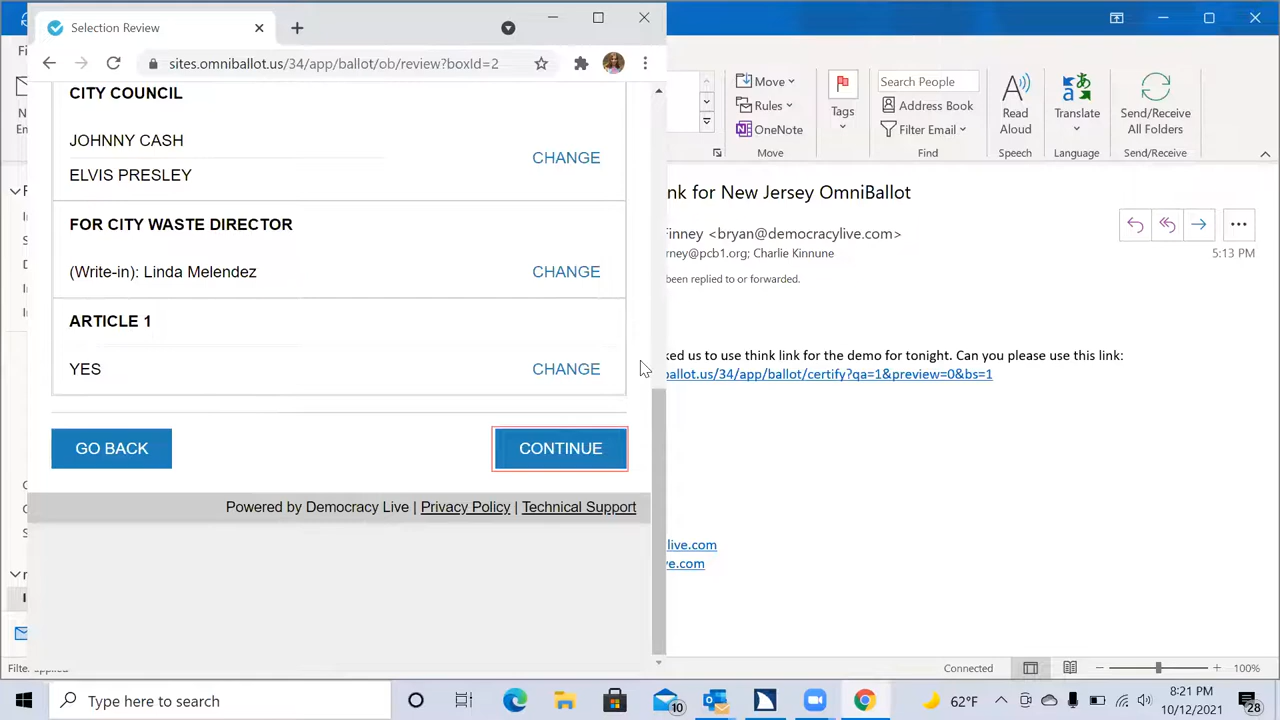 Selection Review
sites.omniballot.us/34/app/ballot/ob/review?boxId=2
CITY COUNCIL
JOHNNY CASH
CHANGE
ELVIS PRESLEY
FOR CITY WASTE DIRECTOR
(Write-in): Linda Melendez
CHANGE
ARTICLE 1
YES
CHANGE
GO BACK
CONTINUE
Powered by Democracy Live | Privacy Policy | Technical Support
Move
Rules
OneNote
Move
Tags
Search People
Address Book
Filter Email
Find
Read Aloud
Speech
Translate
Language
Send/Receive All Folders
Send/Receive
nk for New Jersey OmniBallot
inney <bryan@democracylive.com>
rney@pcb1.org; Charlie Kinnune
5:13 PM
been replied to or forwarded.
ked us to use think link for the demo for tonight. Can you please use this link:
ballot.us/34/app/ballot/certify?qa=1&preview=0&bs=1
live.com
ve.com
Connected
100%
Type here to search
10
62°F
8:21 PM
10/12/2021
28